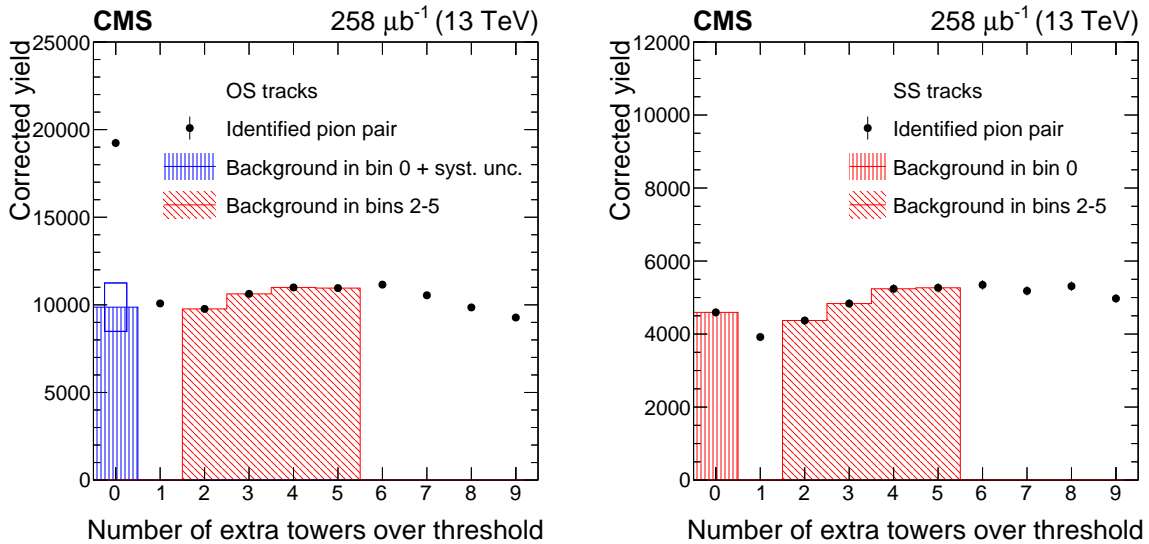 CMS 258 μb⁻¹ (13 TeV)
Corrected yield
25000
20000
15000
10000
5000
0
OS tracks
Identified pion pair
Background in bin 0 + syst. unc.
Background in bins 2-5
0 1 2 3 4 5 6 7 8 9
Number of extra towers over threshold
CMS 258 μb⁻¹ (13 TeV)
Corrected yield
12000
10000
8000
6000
4000
2000
0
SS tracks
Identified pion pair
Background in bin 0
Background in bins 2-5
0 1 2 3 4 5 6 7 8 9
Number of extra towers over threshold